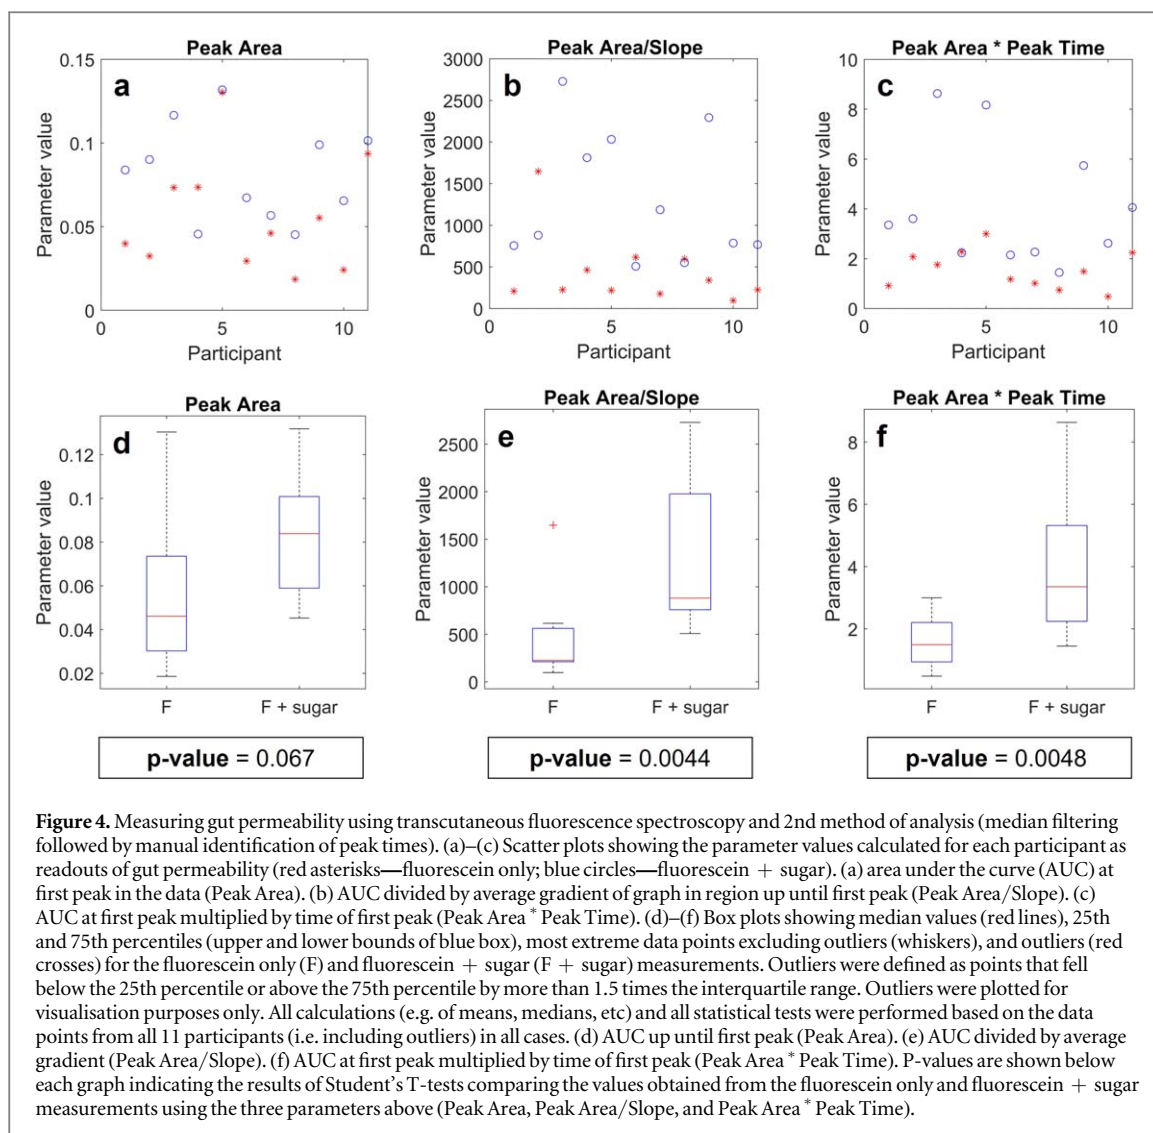 Peak Area
Peak Area/Slope
Peak Area * Peak Time
a
b
c
Parameter value
0.15
0.1
0.05
0
0
5
10
Participant
Parameter value
3000
2500
2000
1500
1000
500
0
0
5
10
Participant
Parameter value
10
8
6
4
2
0
0
5
10
Participant
Peak Area
Peak Area/Slope
Peak Area * Peak Time
d
e
f
Parameter value
0.12
0.1
0.08
0.06
0.04
0.02
F
F + sugar
Parameter value
2500
2000
1500
1000
500
0
F
F + sugar
Parameter value
8
6
4
2
F
F + sugar
p-value = 0.067
p-value = 0.0044
p-value = 0.0048
Figure 4. Measuring gut permeability using transcutaneous fluorescence spectroscopy and 2nd method of analysis (median filtering
followed by manual identification of peak times). (a)–(c) Scatter plots showing the parameter values calculated for each participant as
readouts of gut permeability (red asterisks—fluorescein only; blue circles—fluorescein + sugar). (a) area under the curve (AUC) at
first peak in the data (Peak Area). (b) AUC divided by average gradient of graph in region up until first peak (Peak Area/Slope). (c)
AUC at first peak multiplied by time of first peak (Peak Area * Peak Time). (d)–(f) Box plots showing median values (red lines), 25th
and 75th percentiles (upper and lower bounds of blue box), most extreme data points excluding outliers (whiskers), and outliers (red
crosses) for the fluorescein only (F) and fluorescein + sugar (F + sugar) measurements. Outliers were defined as points that fell
below the 25th percentile or above the 75th percentile by more than 1.5 times the interquartile range. Outliers were plotted for
visualisation purposes only. All calculations (e.g. of means, medians, etc) and all statistical tests were performed based on the data
points from all 11 participants (i.e. including outliers) in all cases. (d) AUC up until first peak (Peak Area). (e) AUC divided by average
gradient (Peak Area/Slope). (f) AUC at first peak multiplied by time of first peak (Peak Area * Peak Time). P-values are shown below
each graph indicating the results of Student's T-tests comparing the values obtained from the fluorescein only and fluorescein + sugar
measurements using the three parameters above (Peak Area, Peak Area/Slope, and Peak Area * Peak Time).